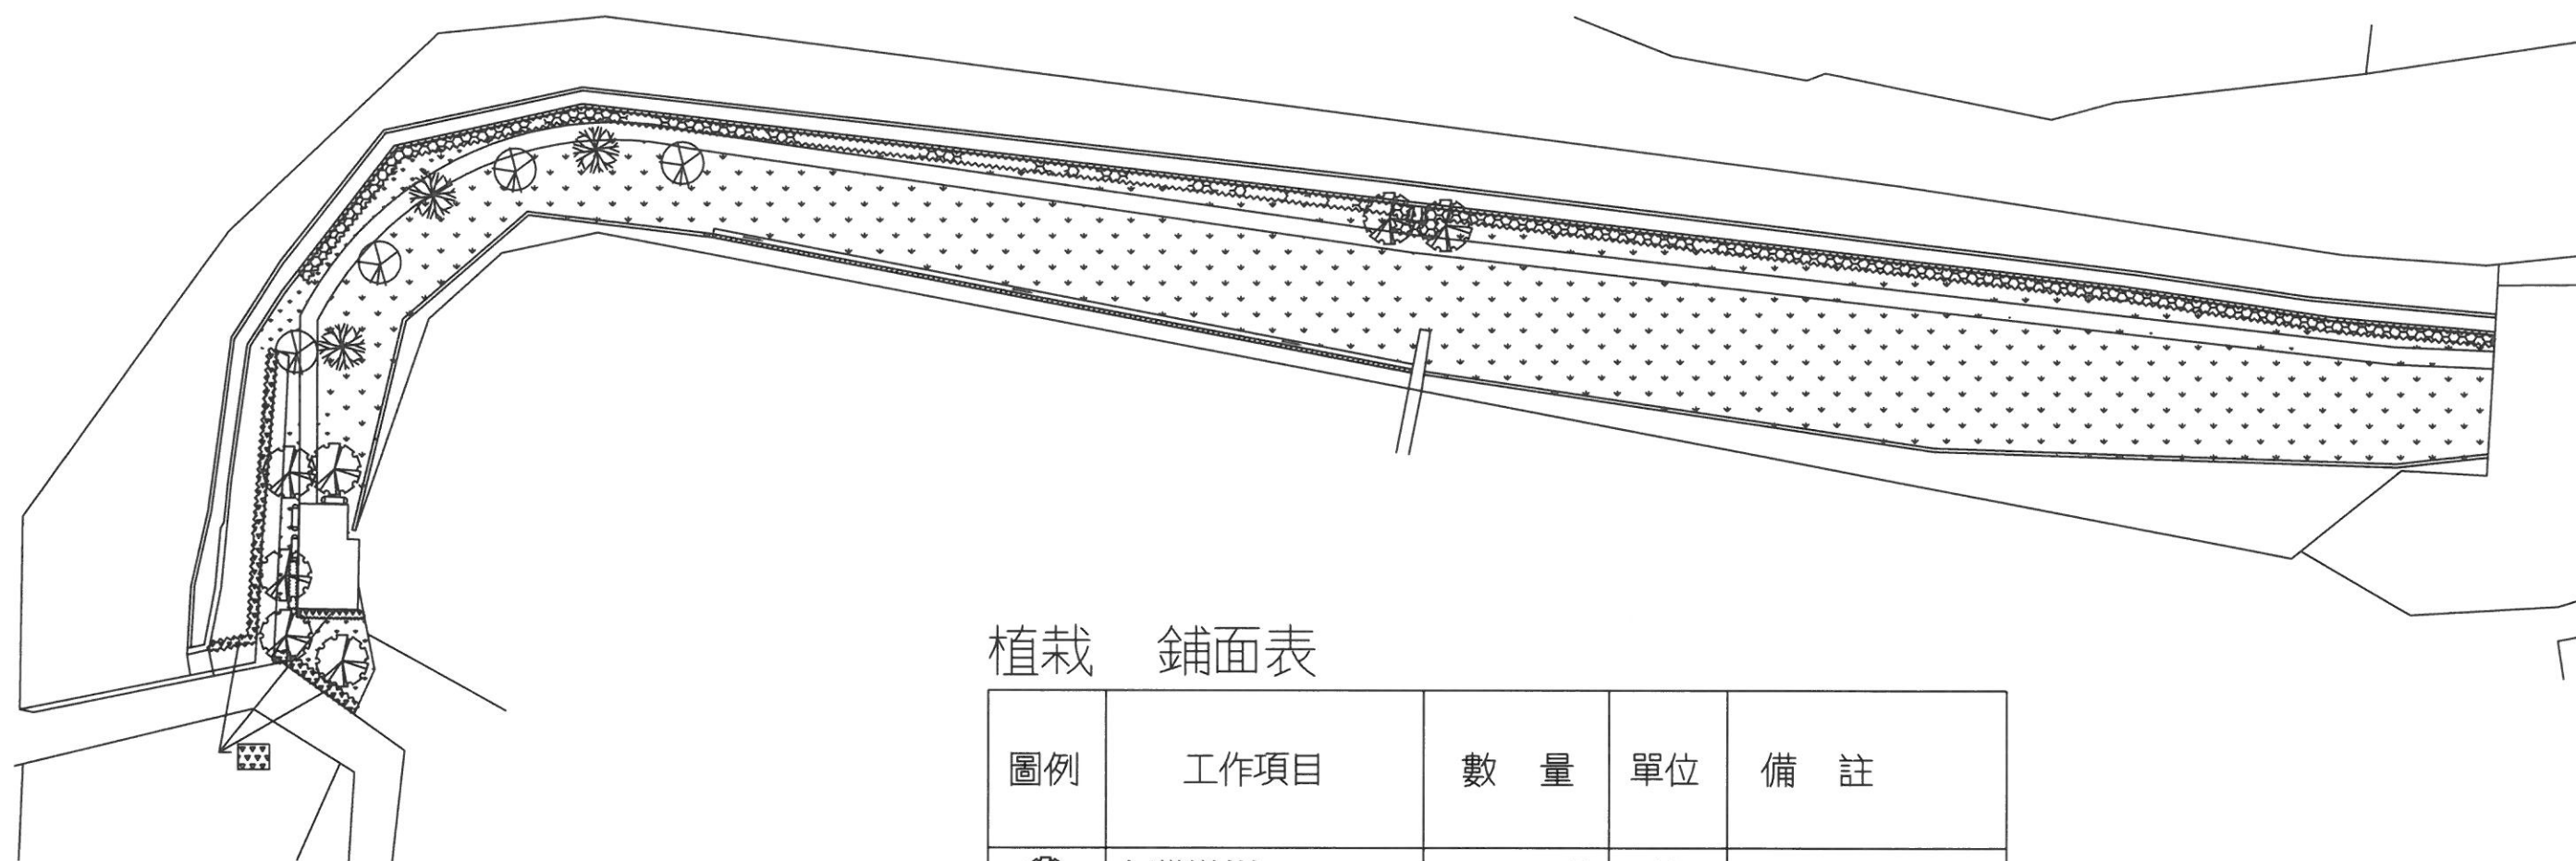 植栽 鋪面表
圖例 工作項目 數 量 單位 備 註